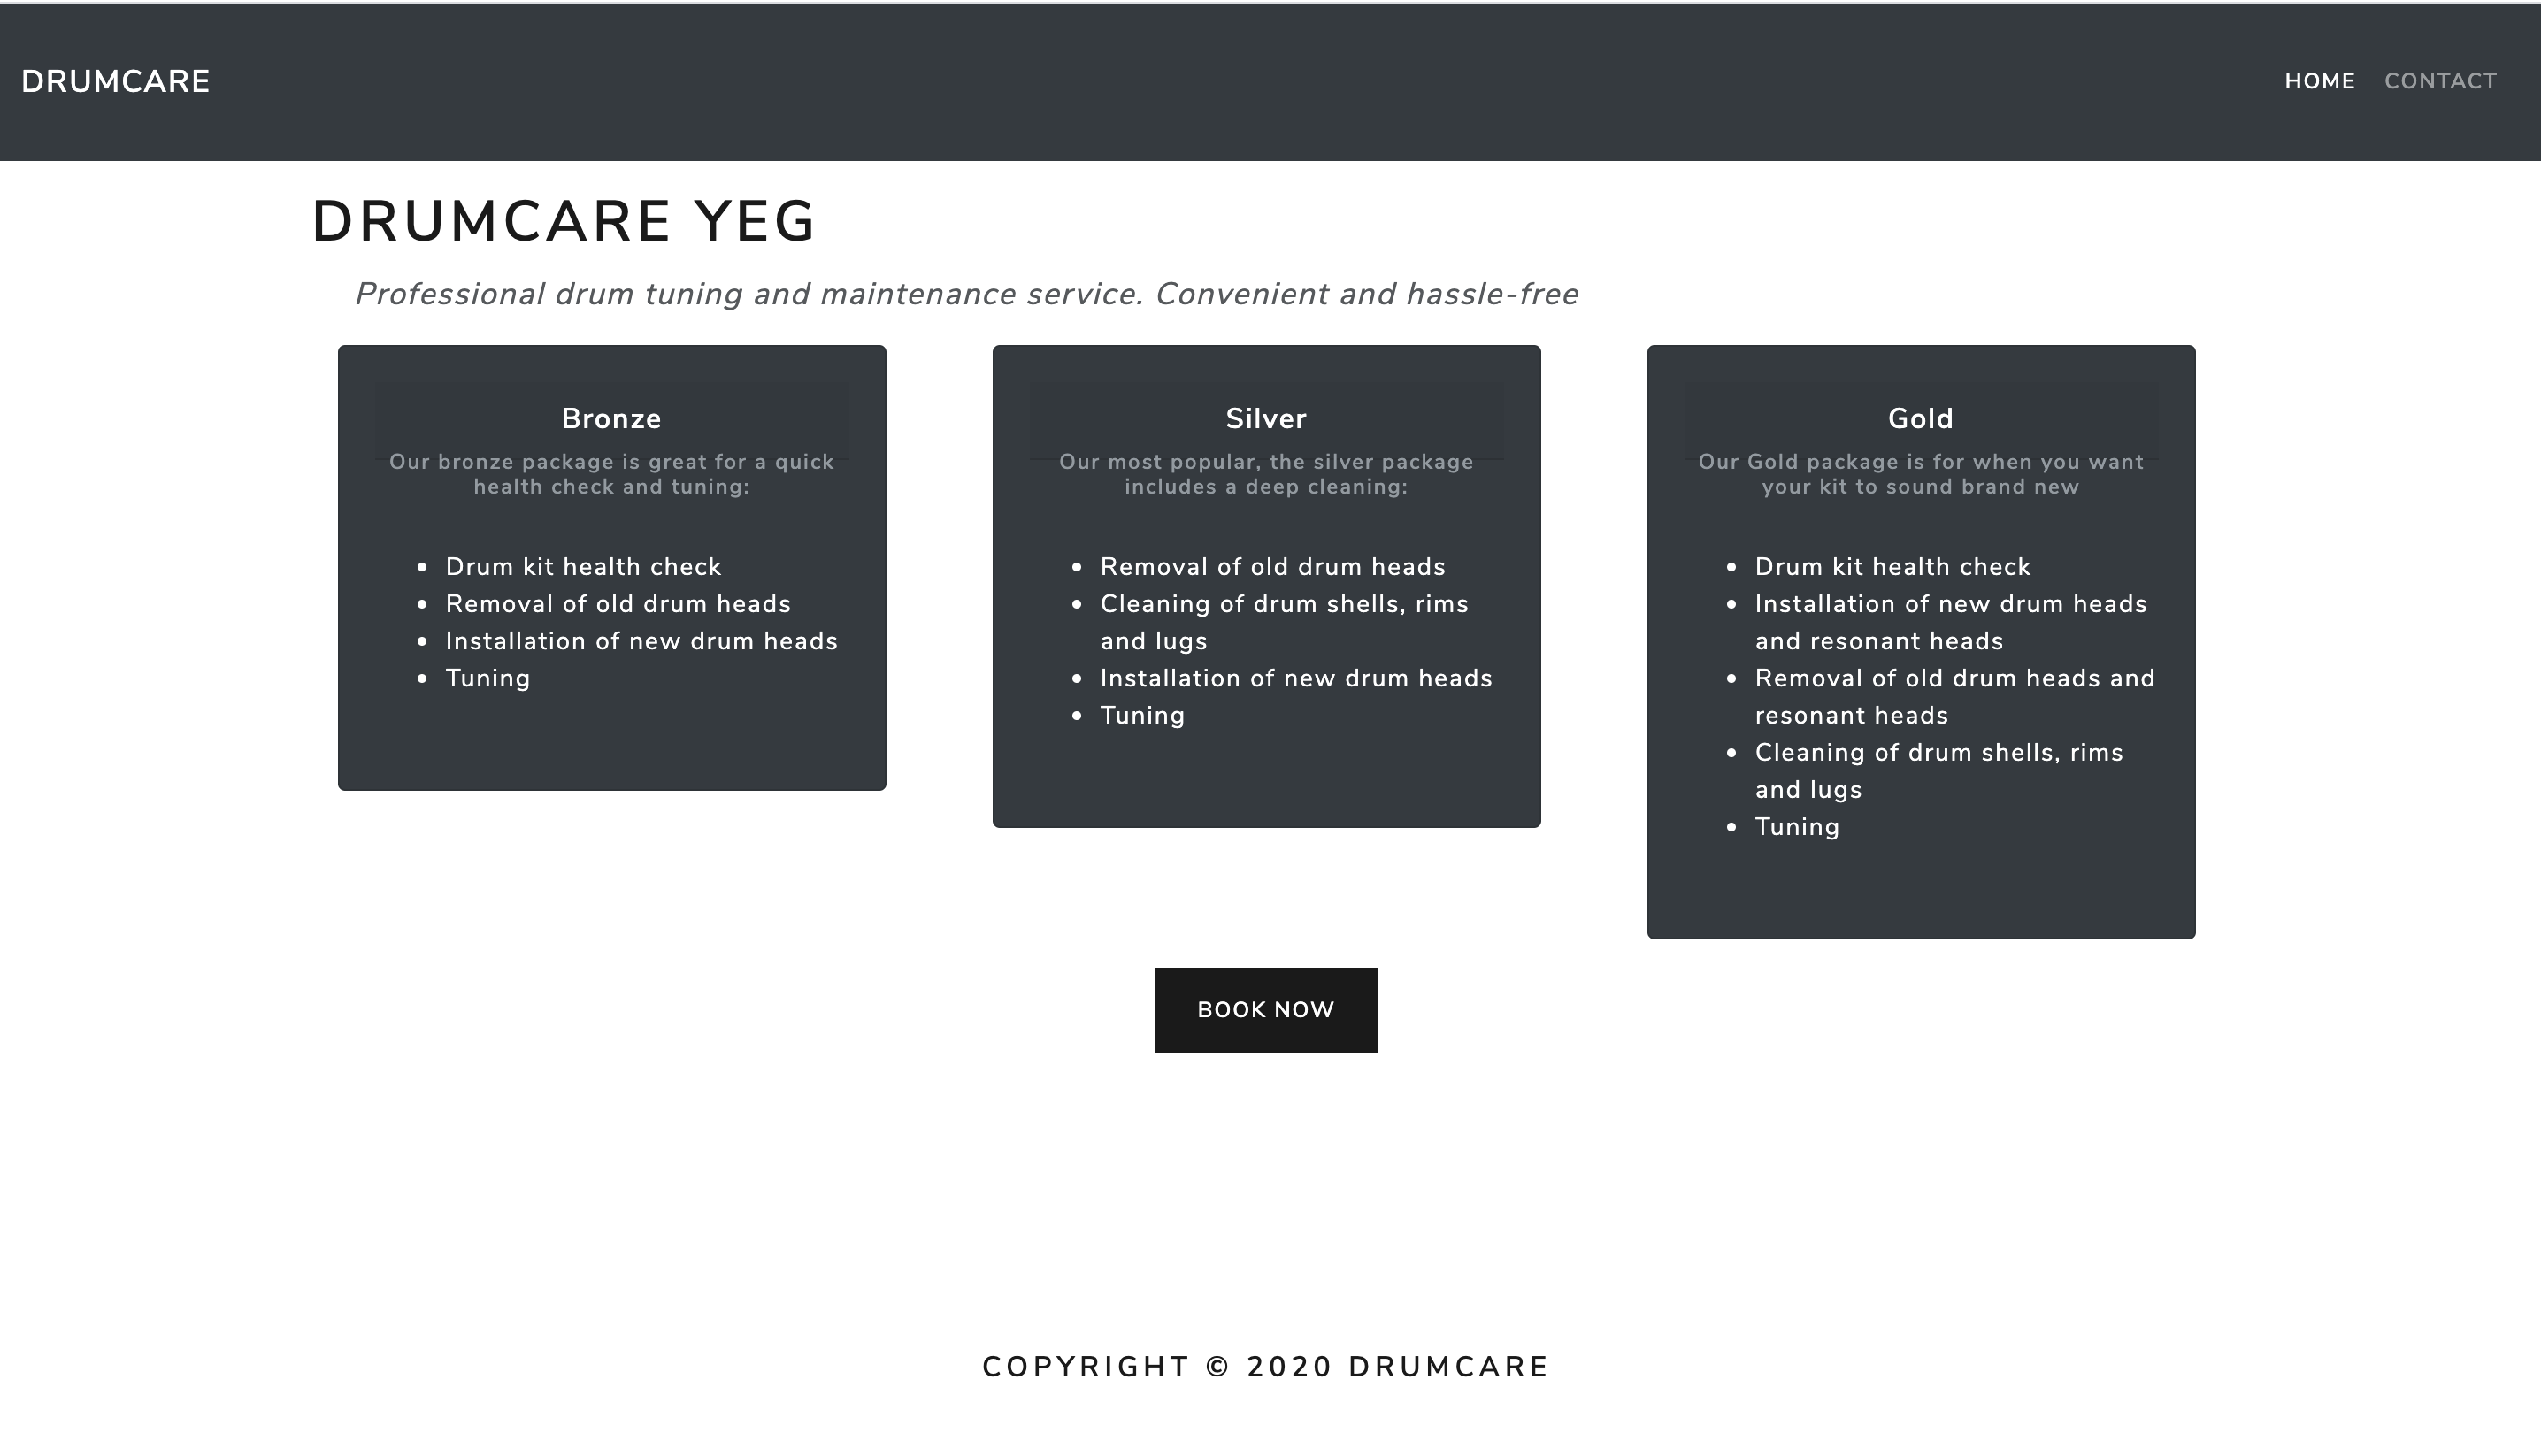 DRUMCARE
HOME CONTACT
DRUMCARE YEG
Professional drum tuning and maintenance service. Convenient and hassle-free
Bronze
Our bronze package is great for a quick
health check and tuning:
• Drum kit health check
• Removal of old drum heads
• Installation of new drum heads
• Tuning
Silver
Our most popular, the silver package
includes a deep cleaning:
• Removal of old drum heads
• Cleaning of drum shells, rims
and lugs
• Installation of new drum heads
• Tuning
Gold
Our Gold package is for when you want
your kit to sound brand new
• Drum kit health check
• Installation of new drum heads
and resonant heads
• Removal of old drum heads and
resonant heads
• Cleaning of drum shells, rims
and lugs
• Tuning
BOOK NOW
COPYRIGHT © 2020 DRUMCARE